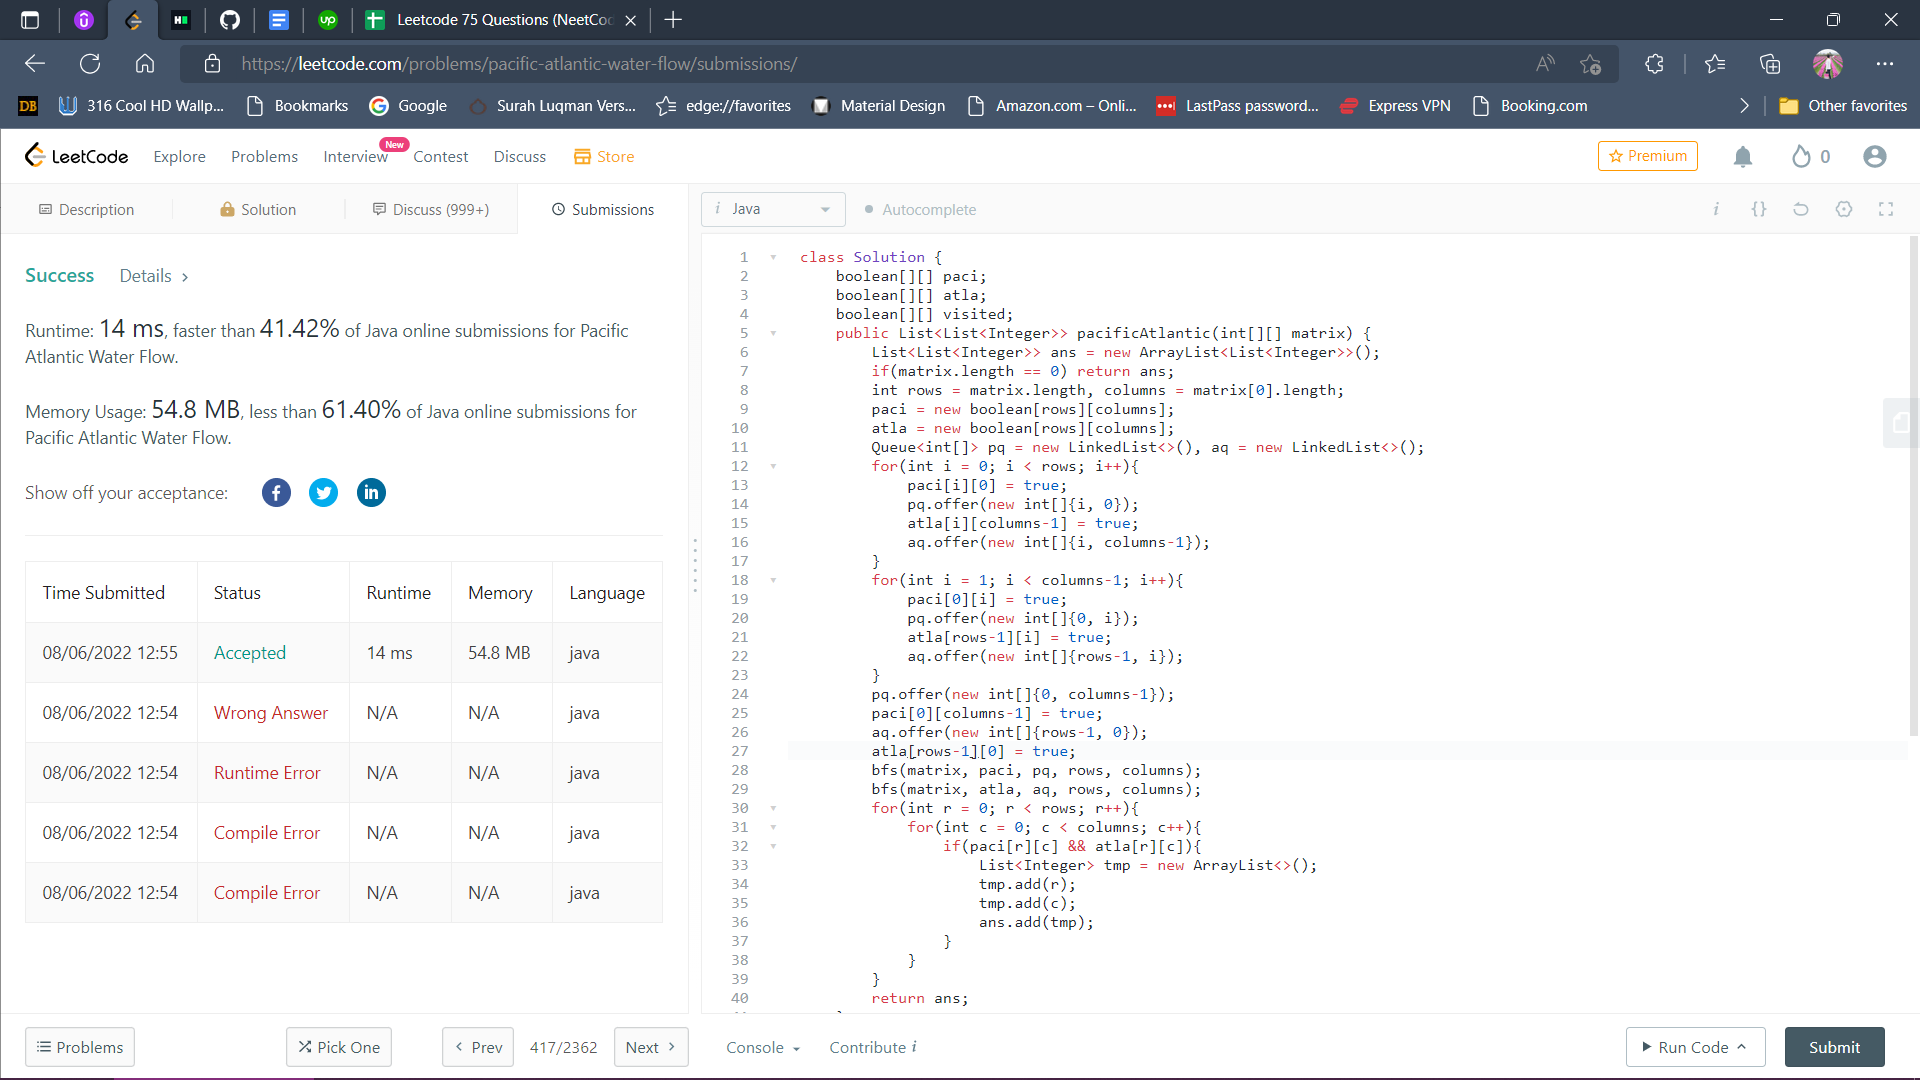 Leetcode 75 Questions (NeetCo
https://leetcode.com/problems/pacific-atlantic-water-flow/submissions/
DB 316 Cool HD Wallp... Bookmarks Google Surah Luqman Vers... edge://favorites Material Design Amazon.com – Onli... LastPass password... Express VPN Booking.com Other favorites
LeetCode Explore Problems Interview New Contest Discuss Store Premium 0
Description Solution Discuss (999+) Submissions
i Java Autocomplete i {}
Success Details >
Runtime: 14 ms, faster than 41.42% of Java online submissions for Pacific
Atlantic Water Flow.
Memory Usage: 54.8 MB, less than 61.40% of Java online submissions for
Pacific Atlantic Water Flow.
Show off your acceptance:
Time Submitted Status Runtime Memory Language
08/06/2022 12:55 Accepted 14 ms 54.8 MB java
08/06/2022 12:54 Wrong Answer N/A N/A java
08/06/2022 12:54 Runtime Error N/A N/A java
08/06/2022 12:54 Compile Error N/A N/A java
08/06/2022 12:54 Compile Error N/A N/A java
1 class Solution {
2 boolean[][] paci;
3 boolean[][] atla;
4 boolean[][] visited;
5 public List<List<Integer>> pacificAtlantic(int[][] matrix) {
6 List<List<Integer>> ans = new ArrayList<List<Integer>>();
7 if(matrix.length == 0) return ans;
8 int rows = matrix.length, columns = matrix[0].length;
9 paci = new boolean[rows][columns];
10 atla = new boolean[rows][columns];
11 Queue<int[]> pq = new LinkedList<>(), aq = new LinkedList<>();
12 for(int i = 0; i < rows; i++){
13 paci[i][0] = true;
14 pq.offer(new int[]{i, 0});
15 atla[i][columns-1] = true;
16 aq.offer(new int[]{i, columns-1});
17 }
18 for(int i = 1; i < columns-1; i++){
19 paci[0][i] = true;
20 pq.offer(new int[]{0, i});
21 atla[rows-1][i] = true;
22 aq.offer(new int[]{rows-1, i});
23 }
24 pq.offer(new int[]{0, columns-1});
25 paci[0][columns-1] = true;
26 aq.offer(new int[]{rows-1, 0});
27 atla[rows-1][0] = true;
28 bfs(matrix, paci, pq, rows, columns);
29 bfs(matrix, atla, aq, rows, columns);
30 for(int r = 0; r < rows; r++){
31 for(int c = 0; c < columns; c++){
32 if(paci[r][c] && atla[r][c]){
33 List<Integer> tmp = new ArrayList<>();
34 tmp.add(r);
35 tmp.add(c);
36 ans.add(tmp);
37 }
38 }
39 }
40 return ans;
Problems Pick One < Prev 417/2362 Next > Console Contribute i Run Code Submit